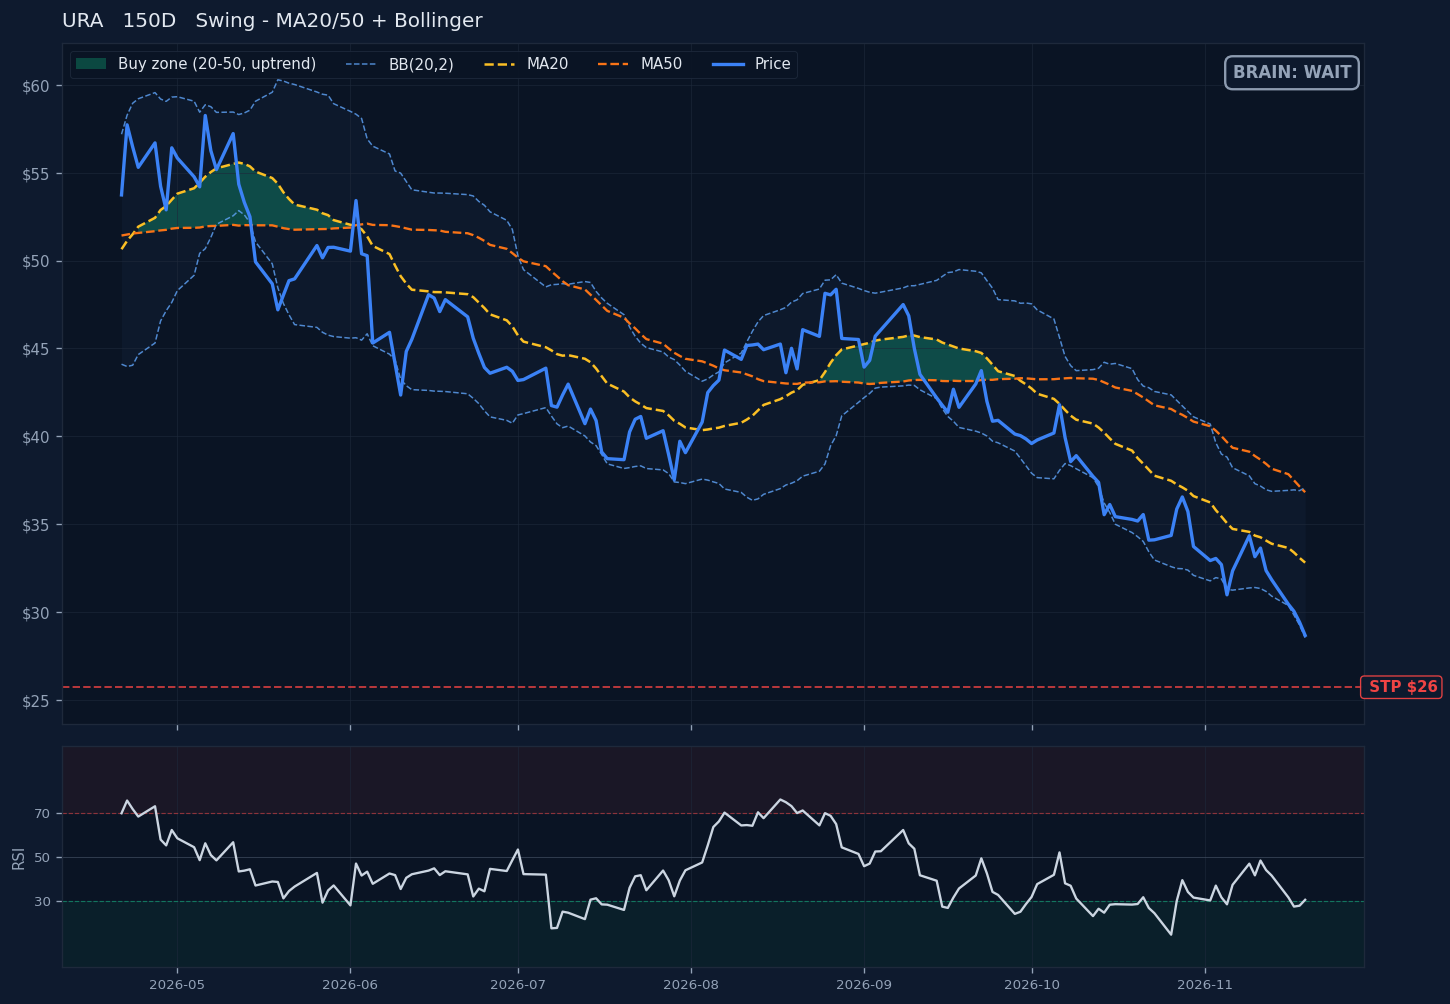 URA 150D Swing - MA20/50 + Bollinger
Buy zone (20-50, uptrend) BB(20,2) MA20 MA50 Price
BRAIN: WAIT
$60
$55
$50
$45
$40
$35
$30
STP $26
$25
70
50
30
RSI
2026-05 2026-06 2026-07 2026-08 2026-09 2026-10 2026-11